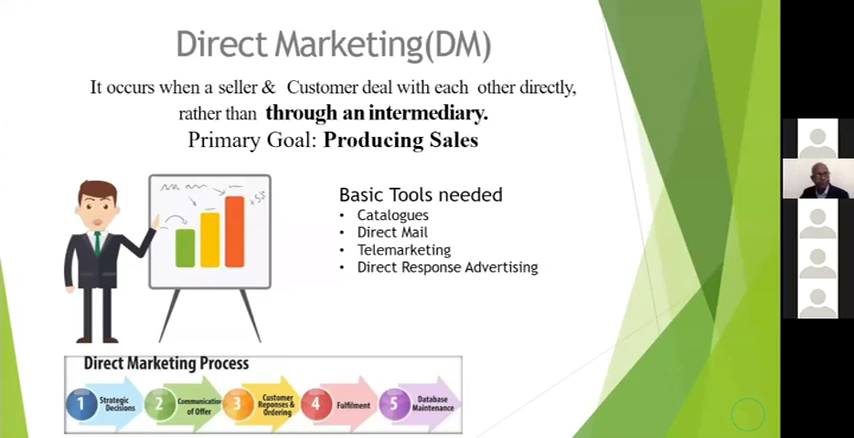 Direct Marketing(DM)
It occurs when a seller & Customer deal with each other directly,
rather than through an intermediary.
Primary Goal: Producing Sales
Basic Tools needed
• Catalogues
• Direct Mail
• Telemarketing
• Direct Response Advertising
Direct Marketing Process
1 Strategic
Decisions
2 Communication
of Offer
3 Customer
Reponses &
Ordering
4 Fulfilment
5 Database
Maintenance